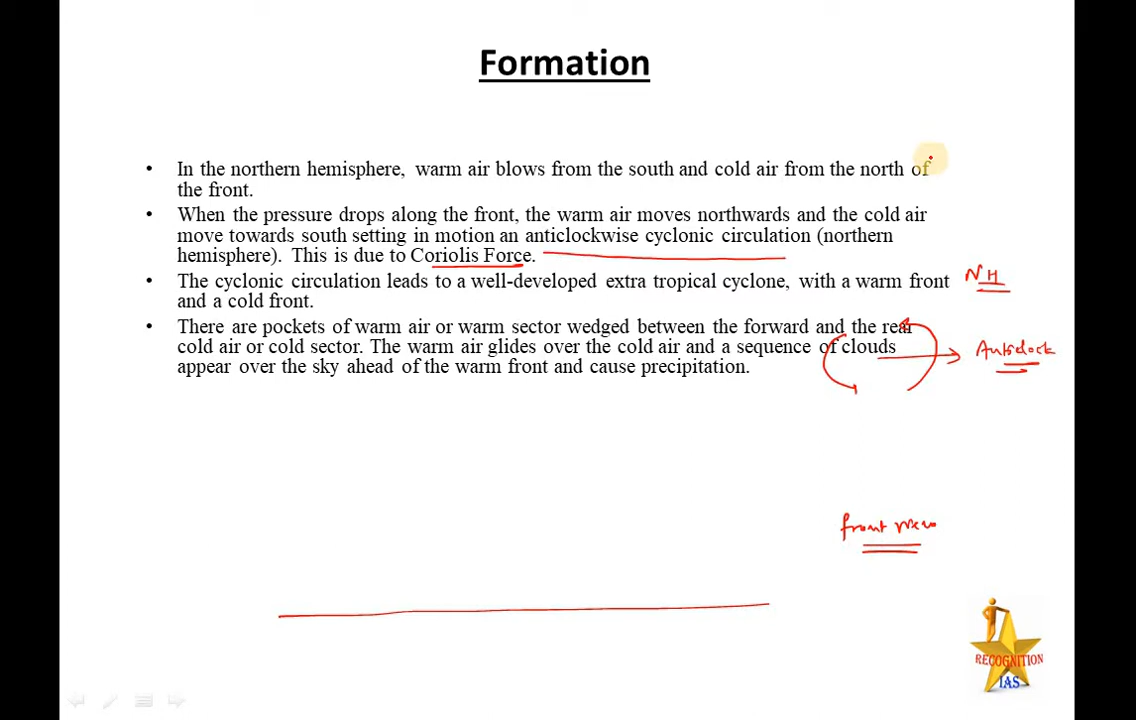 Formation
• In the northern hemisphere, warm air blows from the south and cold air from the north of
the front.
• When the pressure drops along the front, the warm air moves northwards and the cold air
move towards south setting in motion an anticlockwise cyclonic circulation (northern
hemisphere). This is due to Coriolis Force.
• The cyclonic circulation leads to a well-developed extra tropical cyclone, with a warm front
and a cold front.
NH
• There are pockets of warm air or warm sector wedged between the forward and the rear
cold air or cold sector. The warm air glides over the cold air and a sequence of clouds
appear over the sky ahead of the warm front and cause precipitation.
front
RECOGNITION
IAS